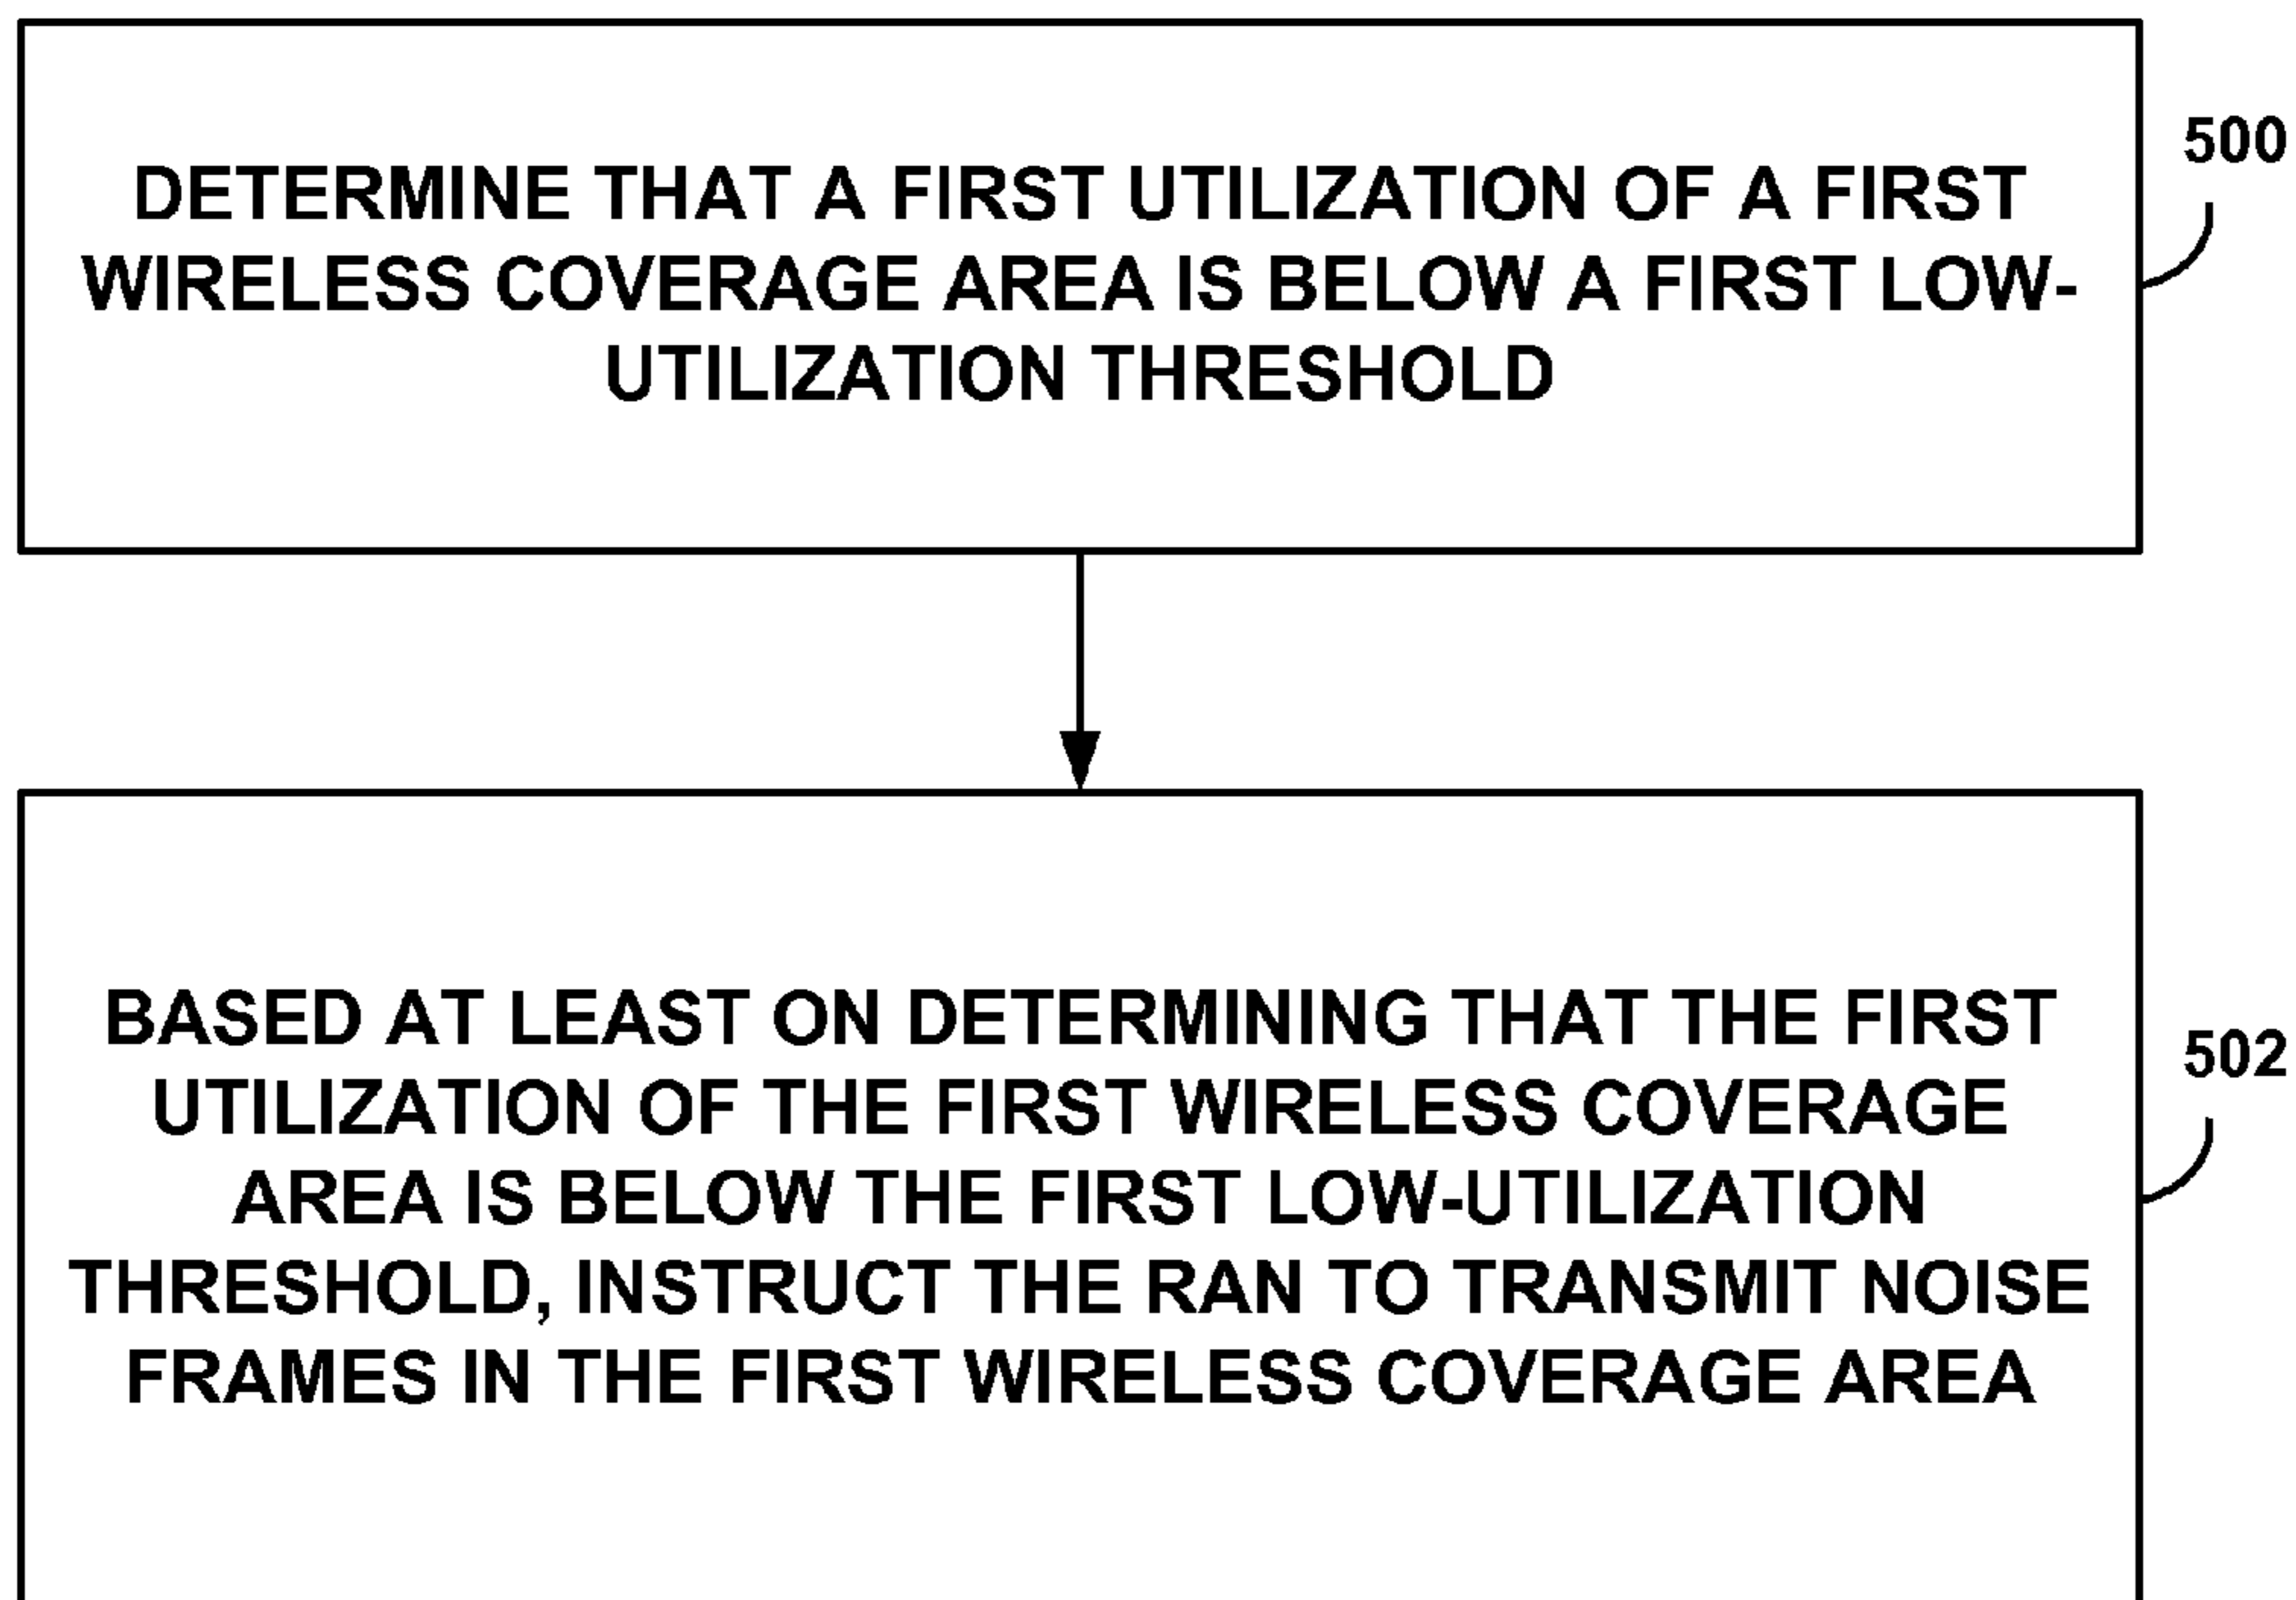 DETERMINE THAT A FIRST UTILIZATION OF A FIRST
WIRELESS COVERAGE AREA IS BELOW A FIRST LOW-
UTILIZATION THRESHOLD
500
BASED AT LEAST ON DETERMINING THAT THE FIRST
UTILIZATION OF THE FIRST WIRELESS COVERAGE
AREA IS BELOW THE FIRST LOW-UTILIZATION
THRESHOLD, INSTRUCT THE RAN TO TRANSMIT NOISE
FRAMES IN THE FIRST WIRELESS COVERAGE AREA
502